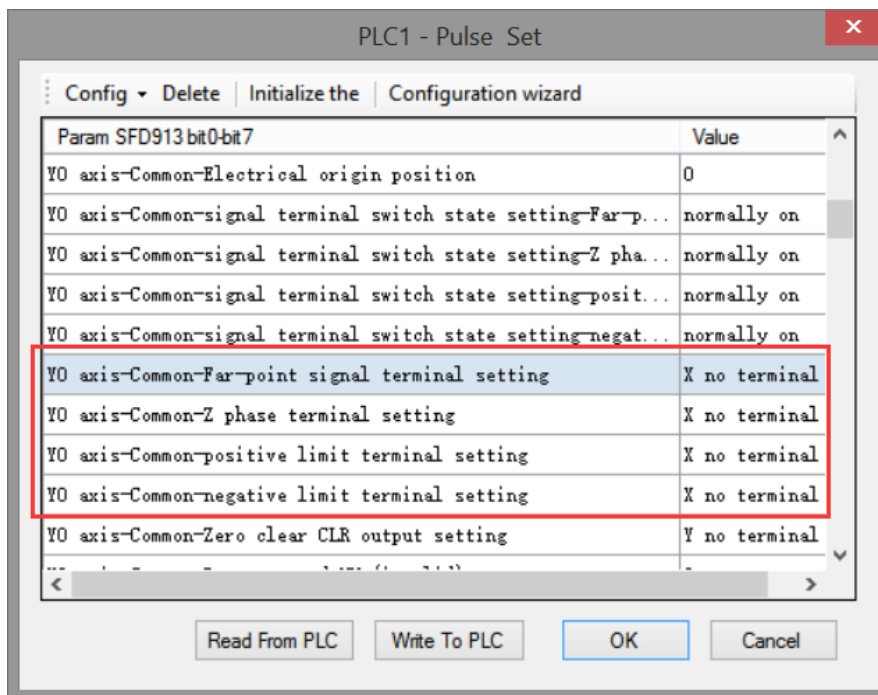 PLC1 - Pulse Set
Config Delete Initialize the Configuration wizard
Param SFD913 bit0-bit7 Value
Y0 axis-Common-Electrical origin position 0
Y0 axis-Common-signal terminal switch state setting-Far-p... normally on
Y0 axis-Common-signal terminal switch state setting-Z pha... normally on
Y0 axis-Common-signal terminal switch state setting-posit... normally on
Y0 axis-Common-signal terminal switch state setting-negat... normally on
Y0 axis-Common-Far-point signal terminal setting X no terminal
Y0 axis-Common-Z phase terminal setting X no terminal
Y0 axis-Common-positive limit terminal setting X no terminal
Y0 axis-Common-negative limit terminal setting X no terminal
Y0 axis-Common-Zero clear CLR output setting Y no terminal
Read From PLC Write To PLC OK Cancel